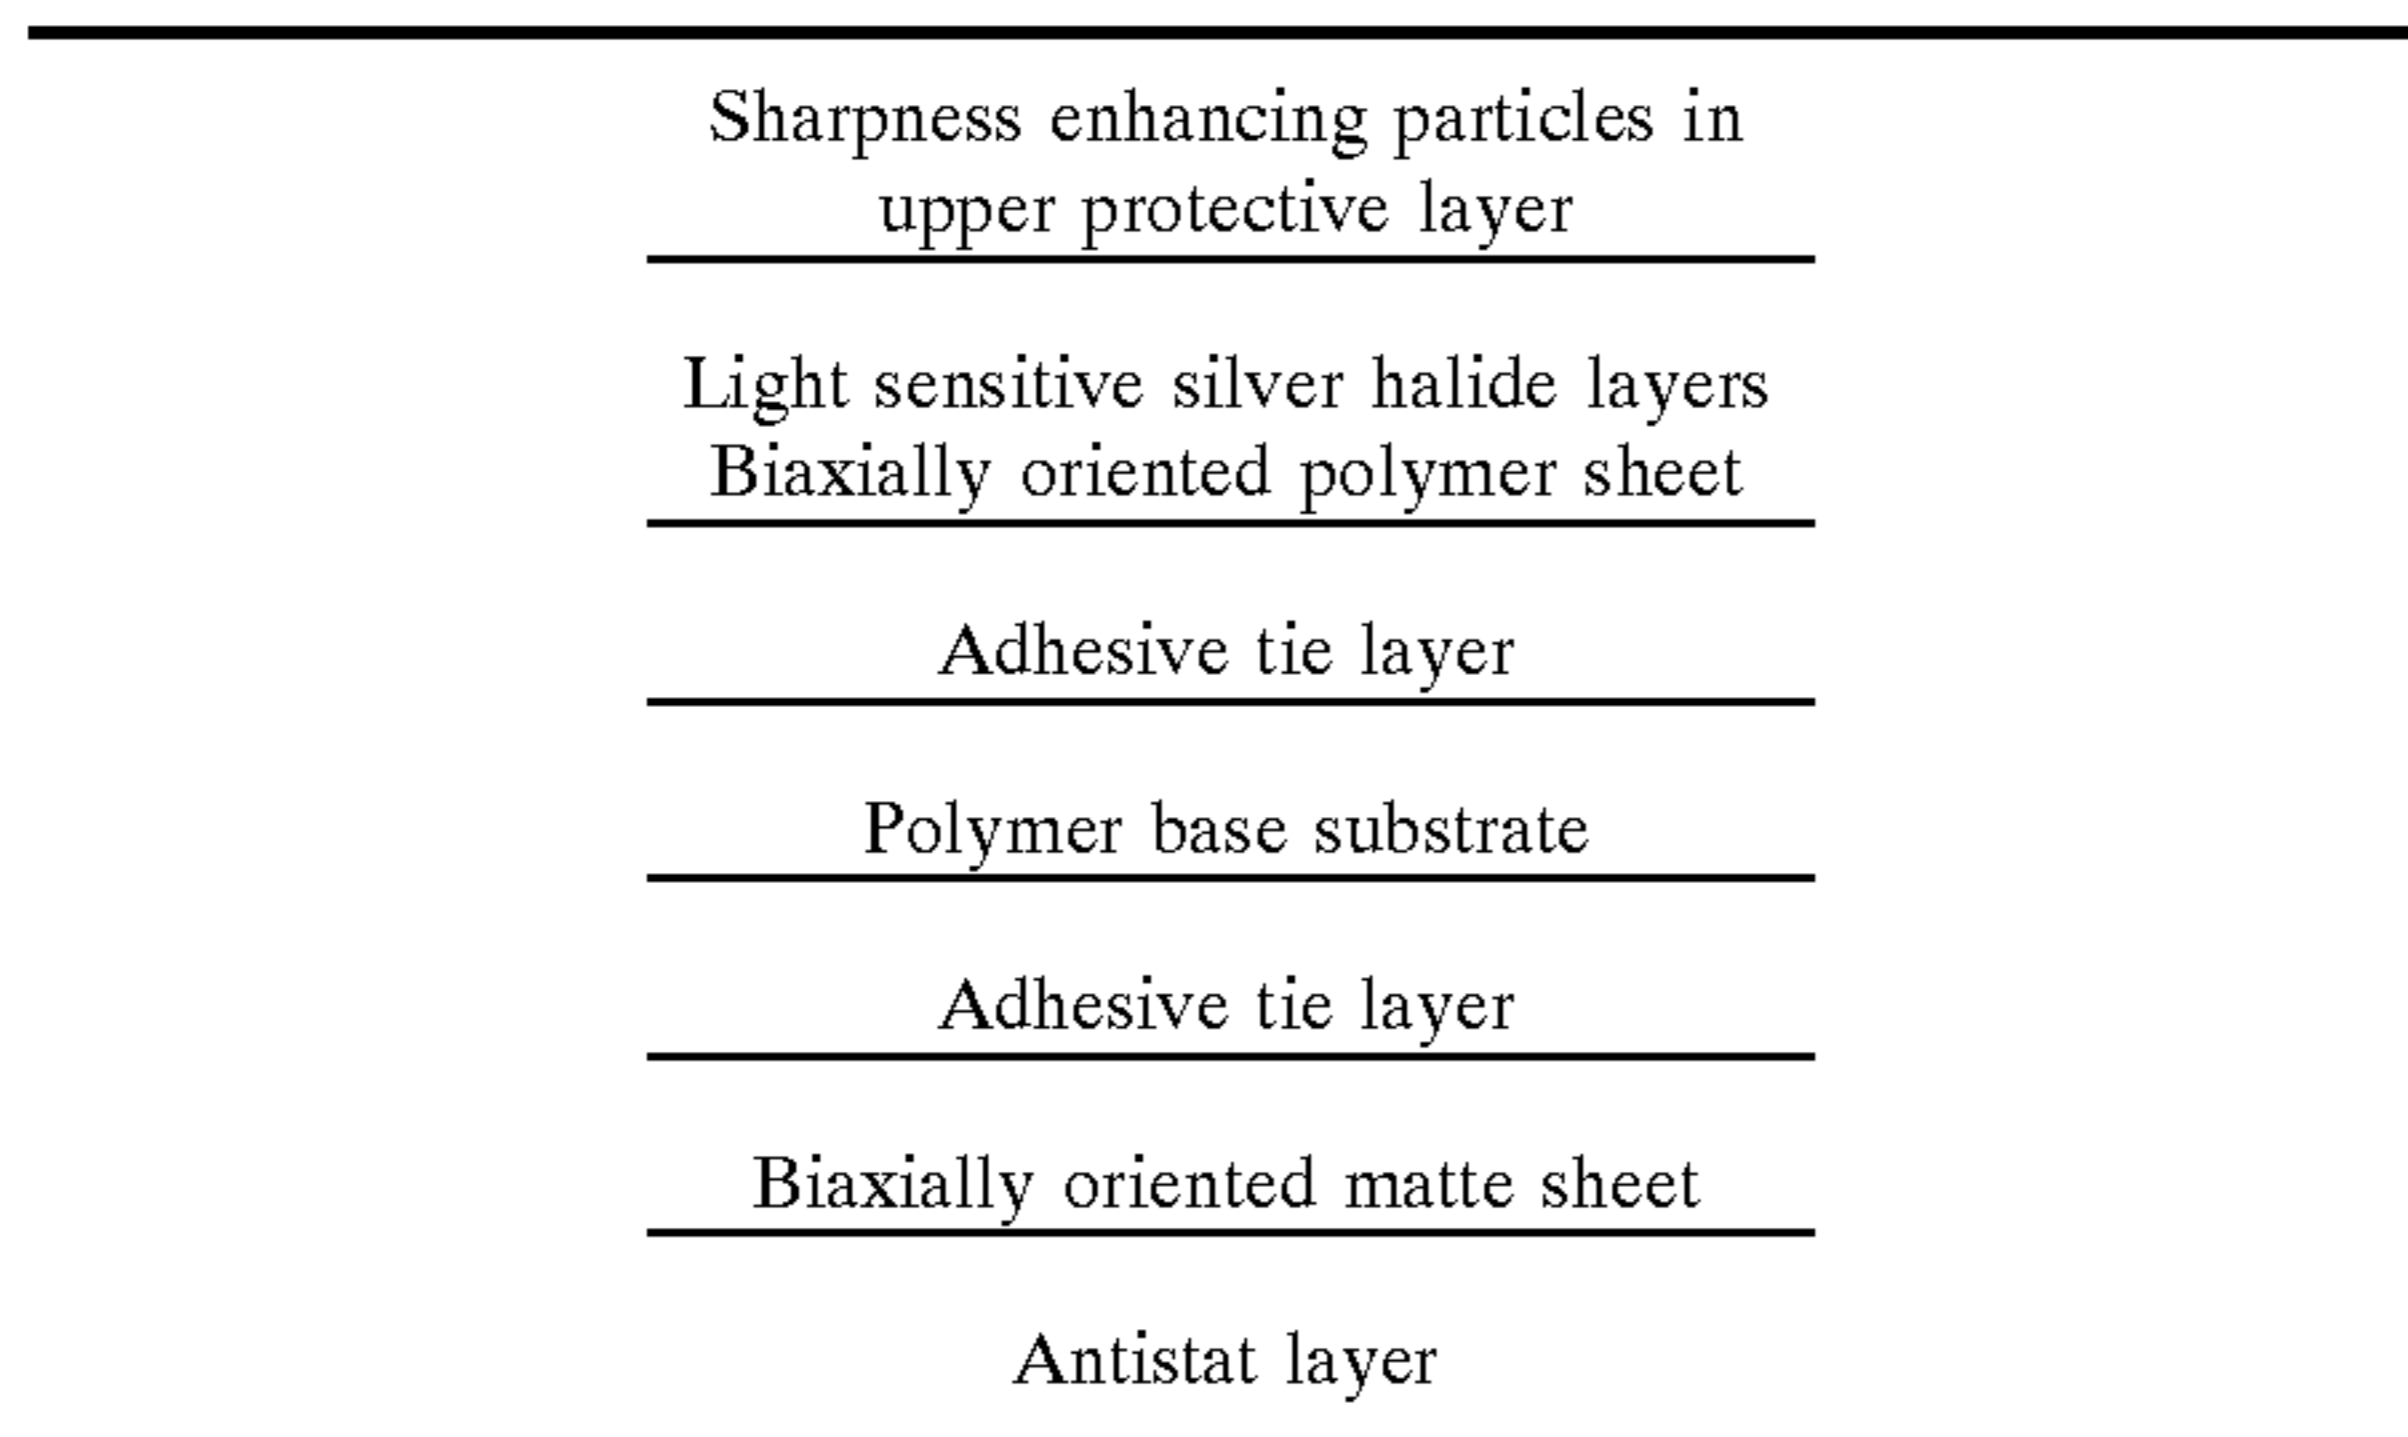 Sharpness enhancing particles in
upper protective layer
Light sensitive silver halide layers
Biaxially oriented polymer sheet
Adhesive tie layer
Polymer base substrate
Adhesive tie layer
Biaxially oriented matte sheet
Antistat layer